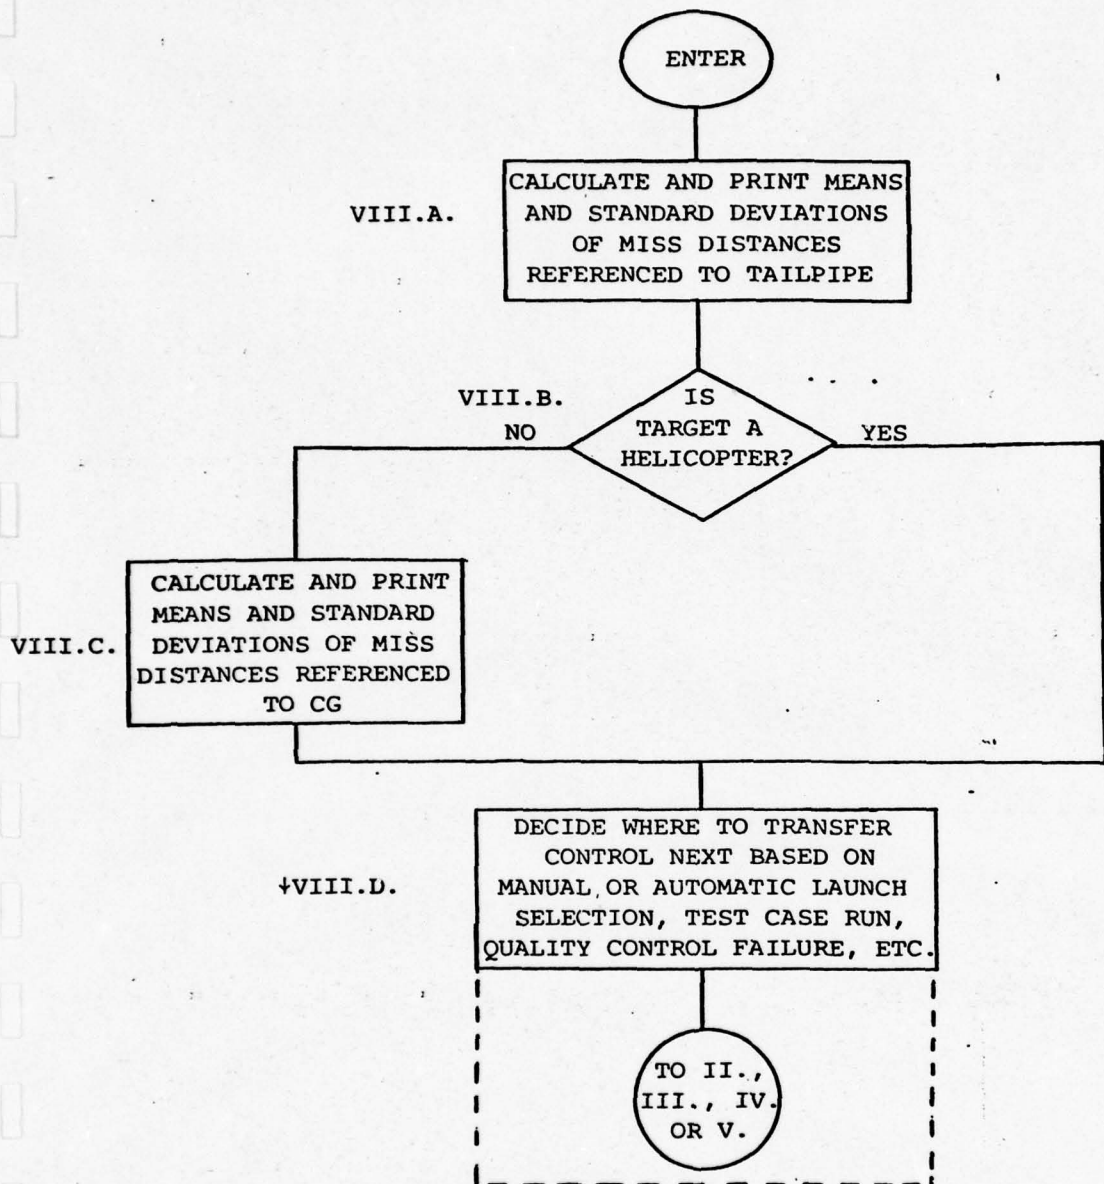 ENTER
VIII.A.
CALCULATE AND PRINT MEANS
AND STANDARD DEVIATIONS
OF MISS DISTANCES
REFERENCED TO TAILPIPE
VIII.B.
IS
TARGET A
HELICOPTER?
NO
YES
VIII.C.
CALCULATE AND PRINT
MEANS AND STANDARD
DEVIATIONS OF MISS
DISTANCES REFERENCED
TO CG
↓VIII.D.
DECIDE WHERE TO TRANSFER
CONTROL NEXT BASED ON
MANUAL OR AUTOMATIC LAUNCH
SELECTION, TEST CASE RUN,
QUALITY CONTROL FAILURE, ETC.
TO II.,
III., IV.
OR V.